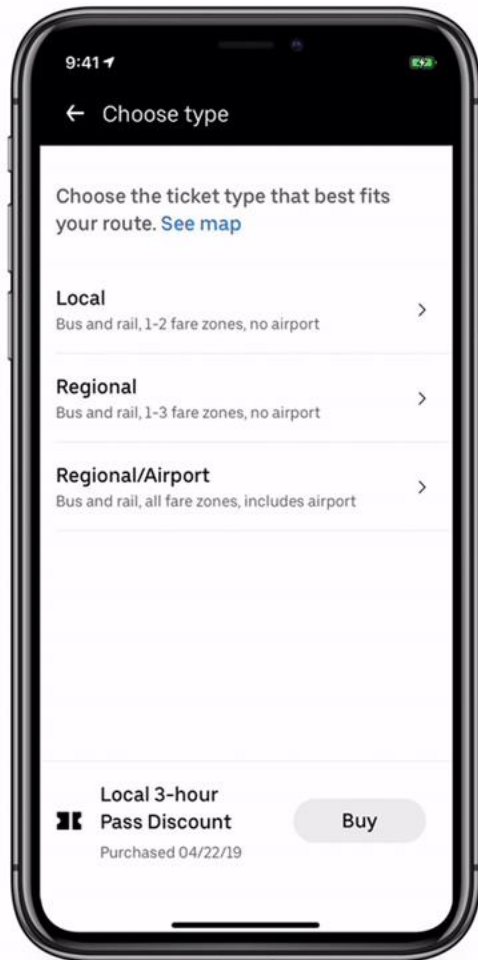 9:41
Choose type
Choose the ticket type that best fits
your route. See map
Local
Bus and rail, 1-2 fare zones, no airport
Regional
Bus and rail, 1-3 fare zones, no airport
Regional/Airport
Bus and rail, all fare zones, includes airport
Local 3-hour
Pass Discount
Purchased 04/22/19
Buy